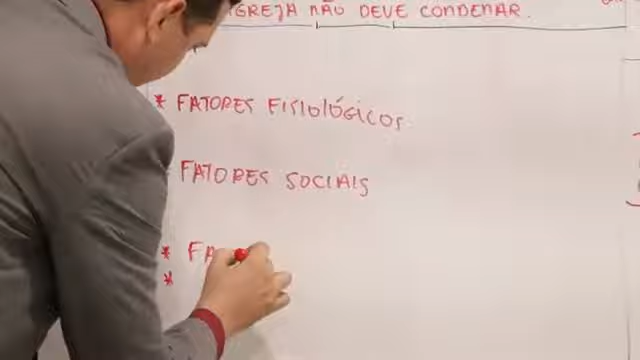 IGREJA NÃO DEVE CONDENAR.
* FATORES FISIOLÓGICOS.
FATORES SOCIAIS
* FA
*